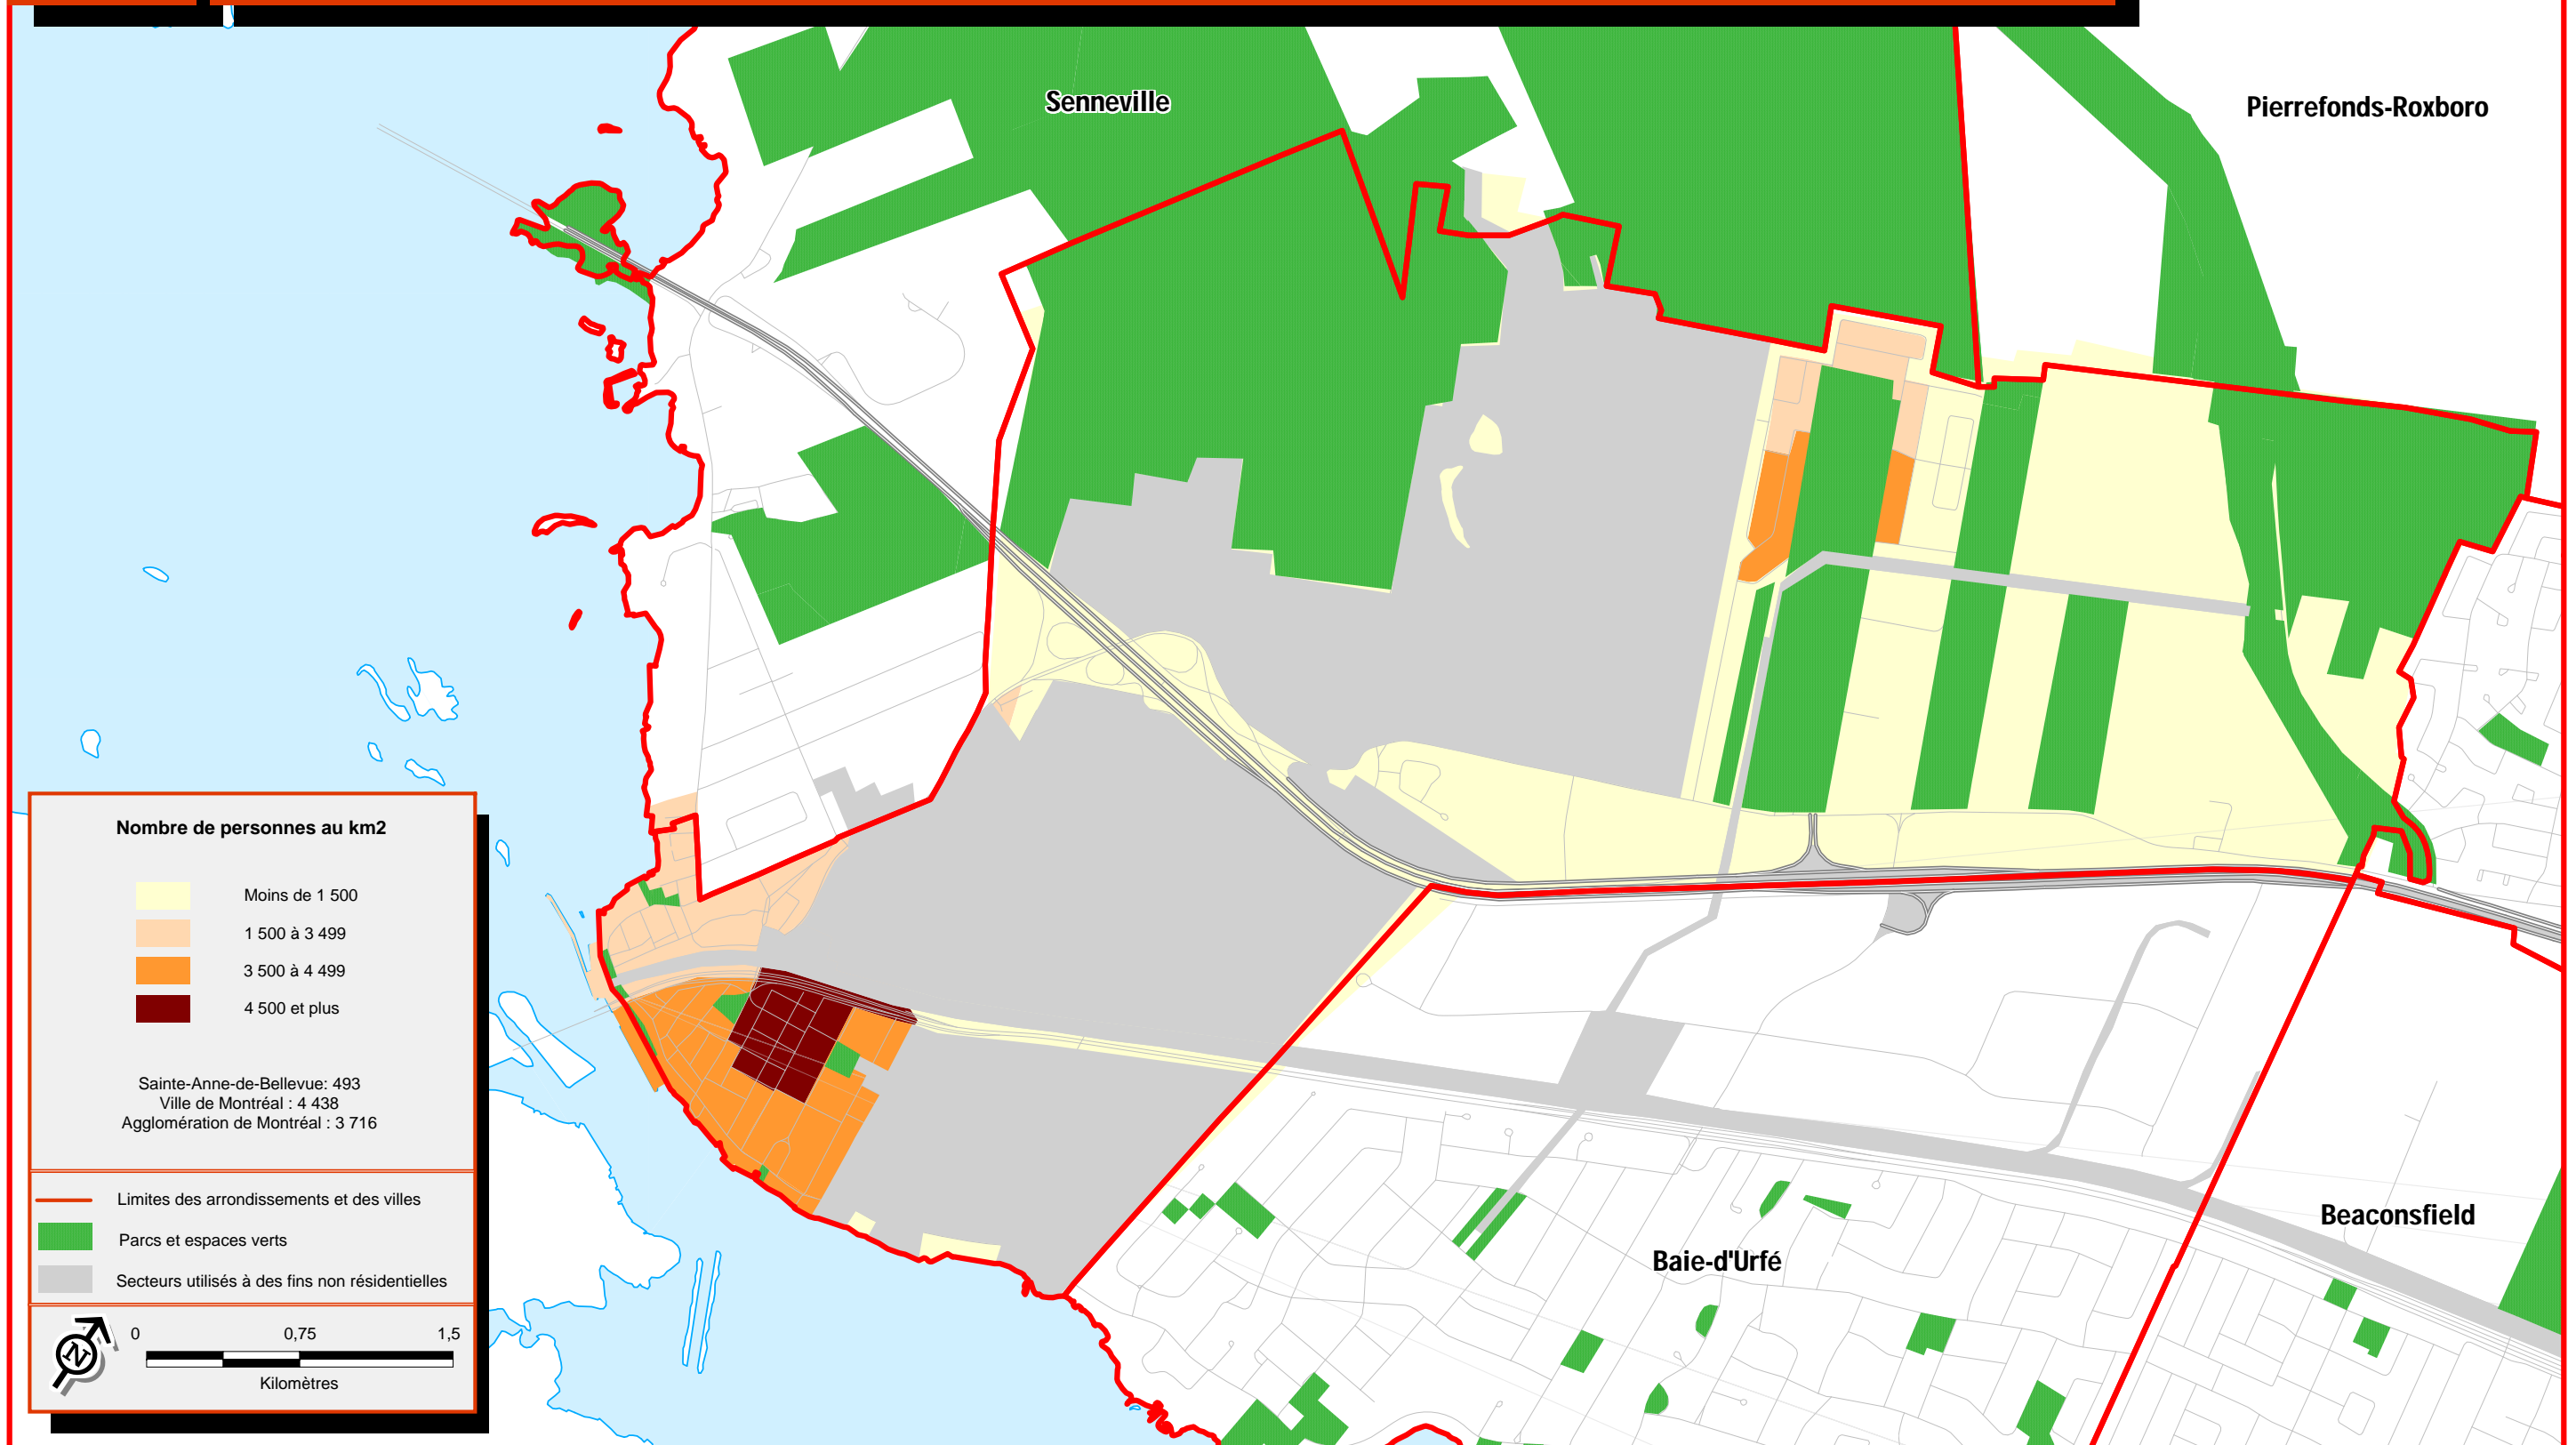 Senneville
Pierrefonds-Roxboro
Nombre de personnes au km2
Moins de 1 500
1 500 à 3 499
3 500 à 4 499
4 500 et plus
Sainte-Anne-de-Bellevue: 493
Ville de Montréal : 4 438
Agglomération de Montréal : 3 716
Limites des arrondissements et des villes
Parcs et espaces verts
Secteurs utilisés à des fins non résidentielles
N
0 0,75 1,5
Kilomètres
Beaconsfield
Baie-d'Urfé